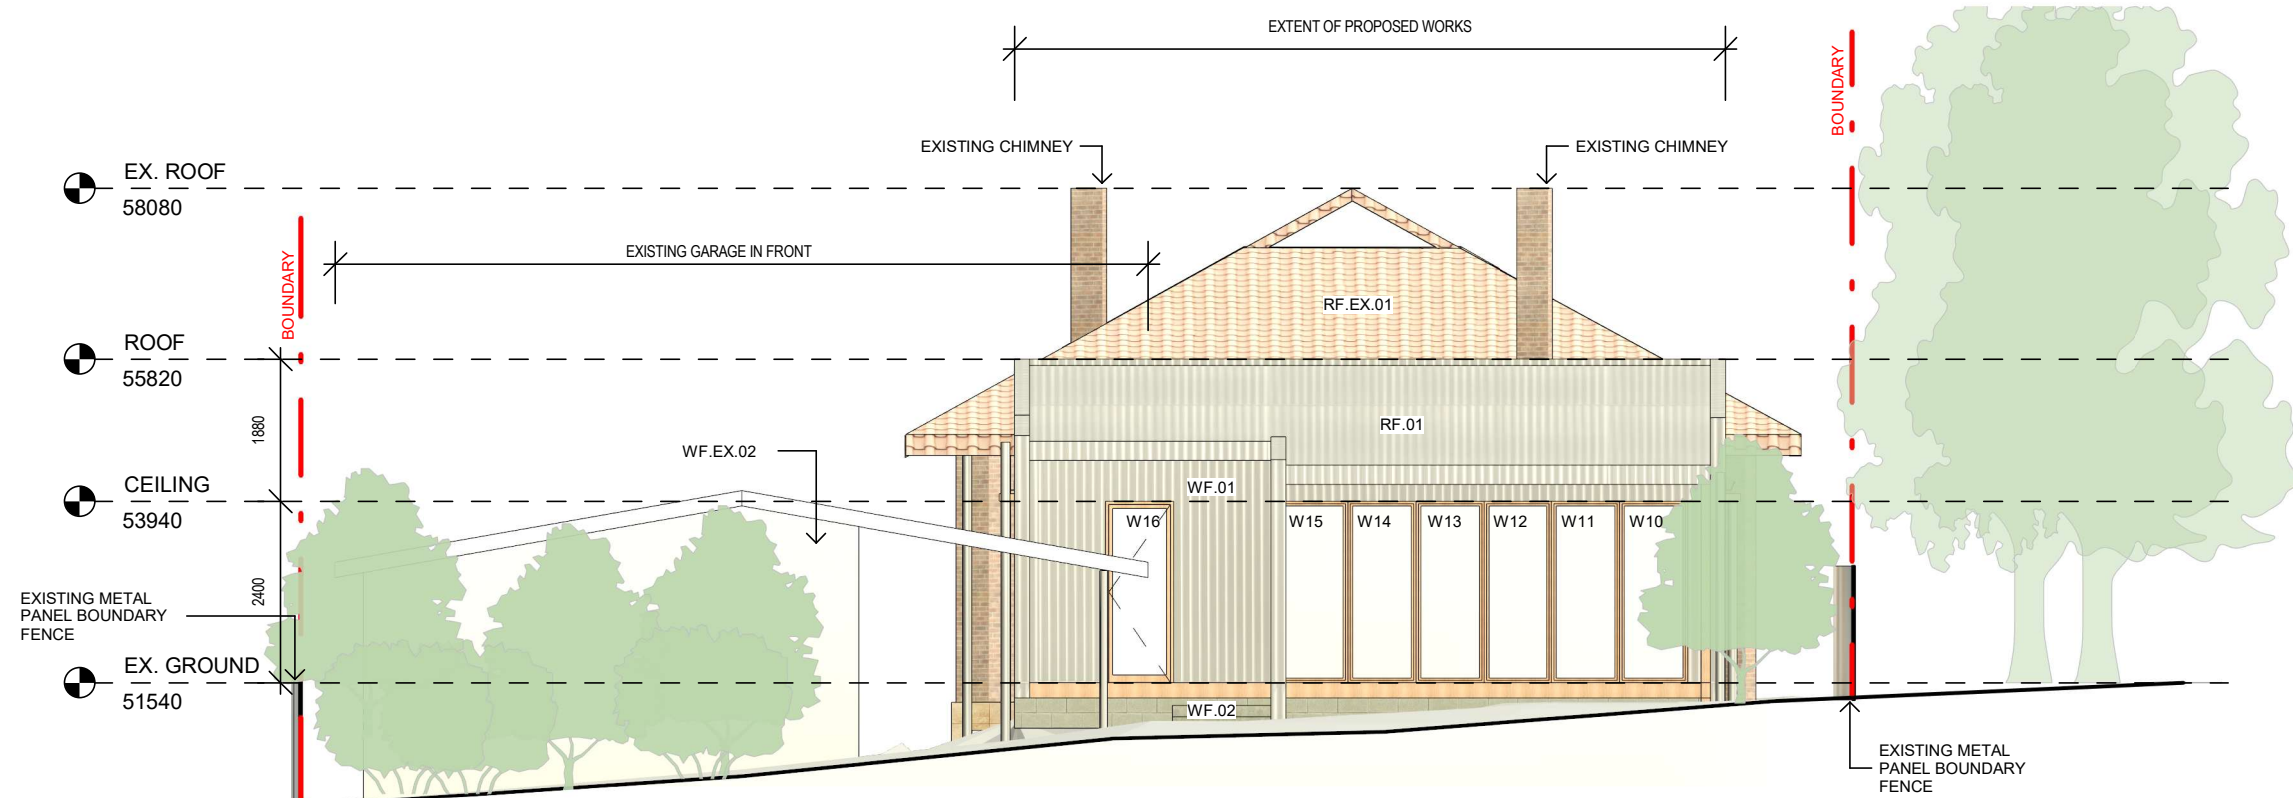 EXTENT OF PROPOSED WORKS
BOUNDARY
EXISTING CHIMNEY
EXISTING CHIMNEY
EX. ROOF
58080
EXISTING GARAGE IN FRONT
BOUNDARY
RF.EX.01
ROOF
55820
1880
RF.01
WF.EX.02
CEILING
53940
WF.01
W16
W15
W14
W13
W12
W11
W10
2400
EXISTING METAL
PANEL BOUNDARY
FENCE
EX. GROUND
51540
WF.02
EXISTING METAL
PANEL BOUNDARY
FENCE